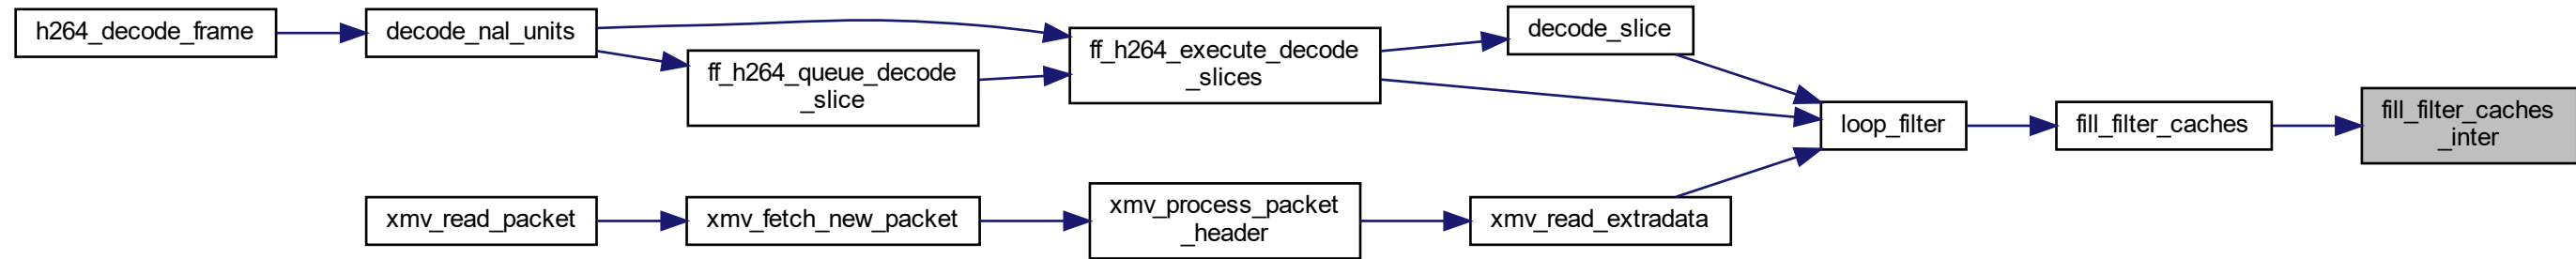 h264_decode_frame
decode_nal_units
ff_h264_queue_decode
_slice
ff_h264_execute_decode
_slices
decode_slice
loop_filter
fill_filter_caches
fill_filter_caches
_inter
xmv_read_packet
xmv_fetch_new_packet
xmv_process_packet
_header
xmv_read_extradata